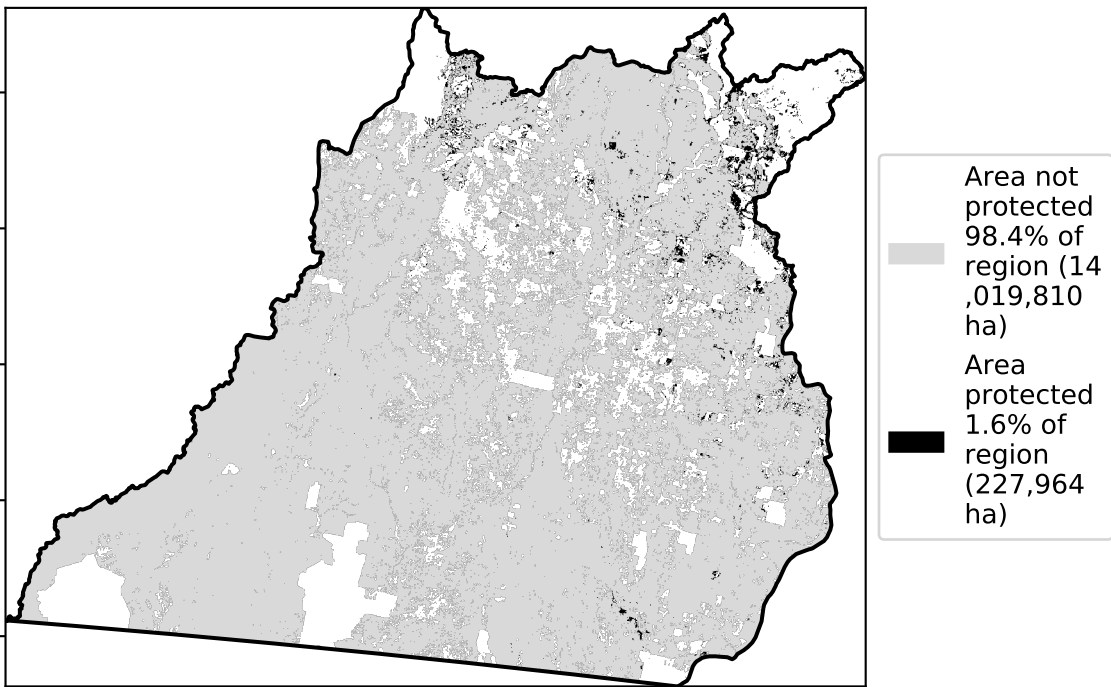 Area not
protected
98.4% of
region (14
,019,810
ha)
Area
protected
1.6% of
region
(227,964
ha)